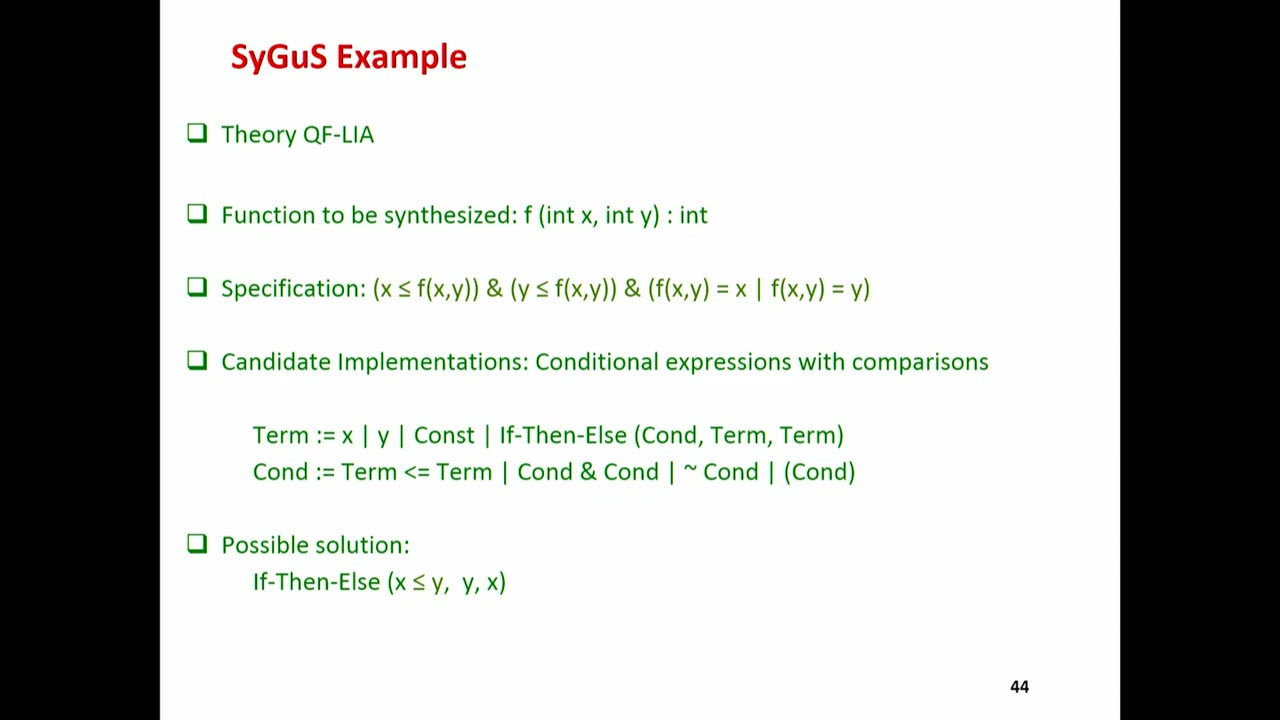 SyGuS Example
❑ Theory QF-LIA
❑ Function to be synthesized: f (int x, int y) : int
❑ Specification: (x ≤ f(x,y)) & (y ≤ f(x,y)) & (f(x,y) = x | f(x,y) = y)
❑ Candidate Implementations: Conditional expressions with comparisons
Term := x | y | Const | If-Then-Else (Cond, Term, Term)
Cond := Term <= Term | Cond & Cond | ~ Cond | (Cond)
❑ Possible solution:
If-Then-Else (x ≤ y, y, x)
44